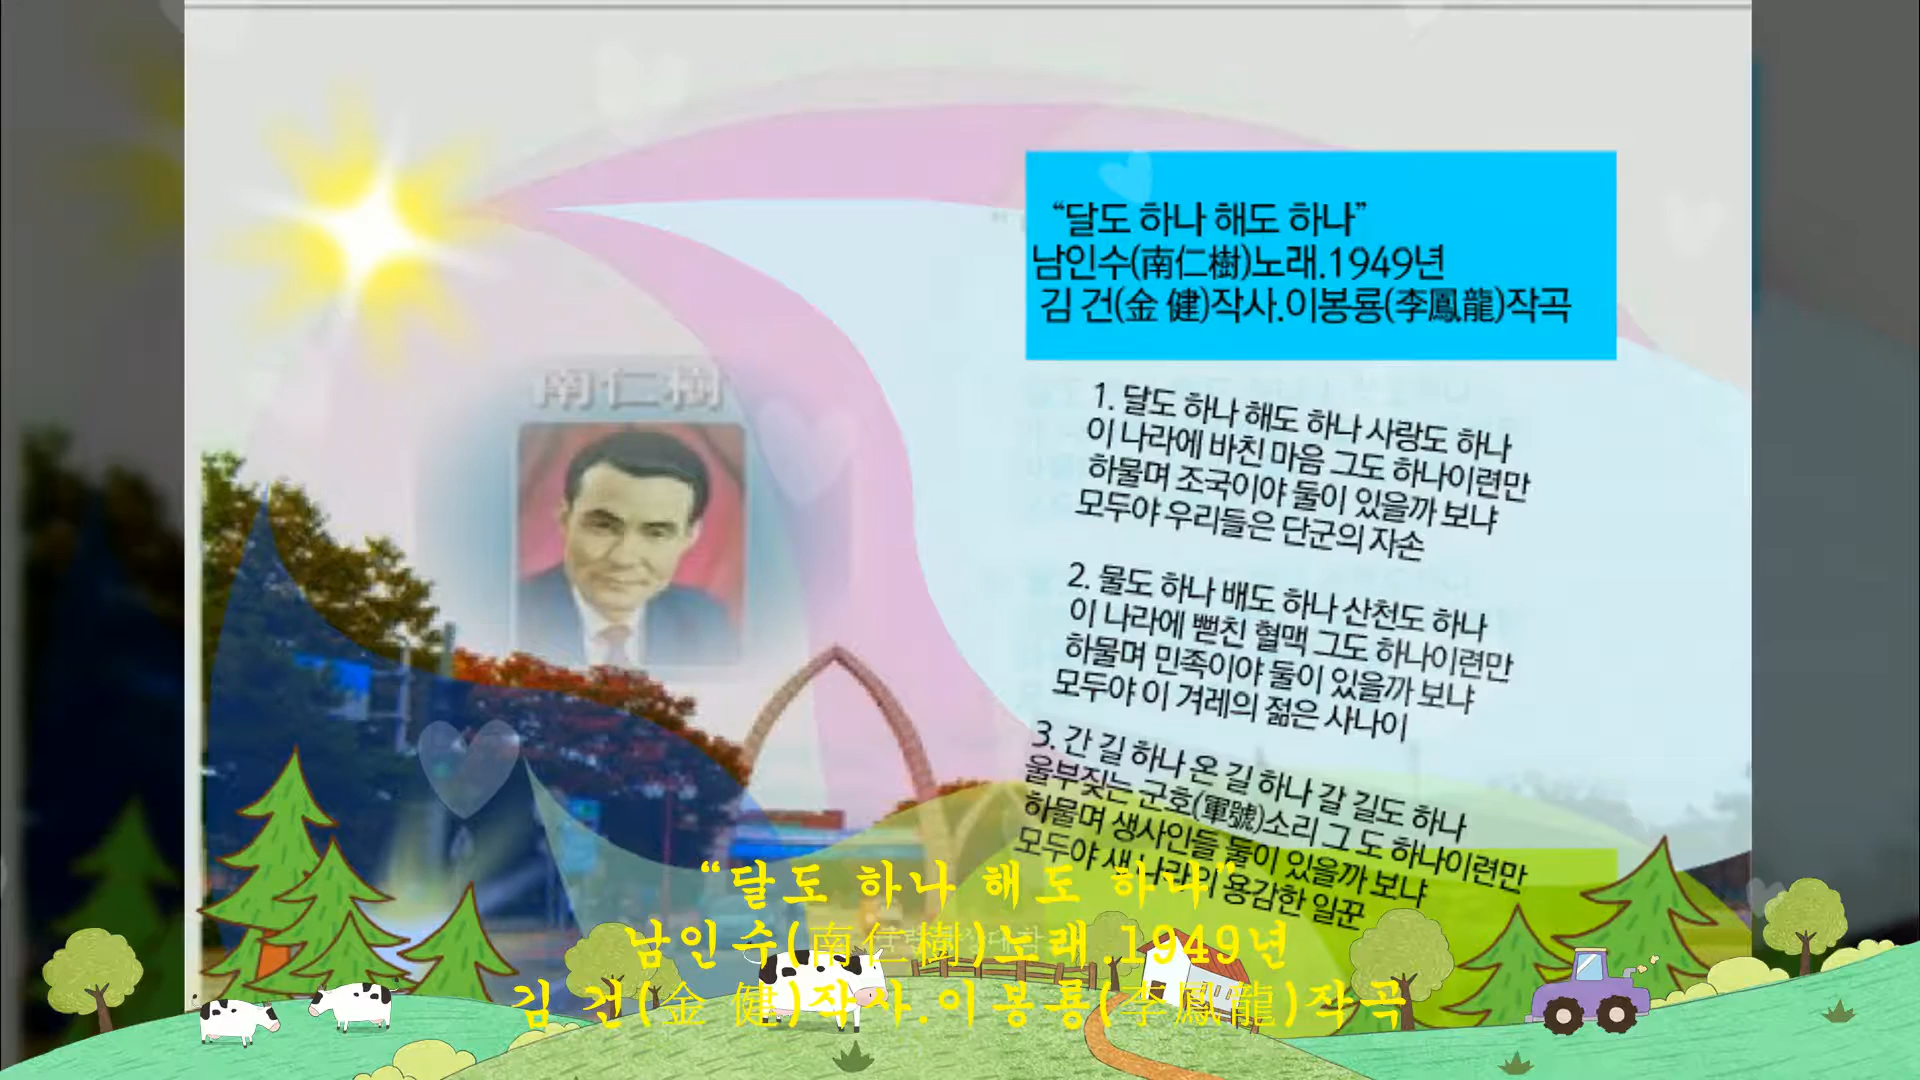 “달도 하나 해도 하나”
남인수(南仁樹)노래.1949년
김 건(金 健)작사.이봉룡(李鳳龍)작곡
南仁樹
1. 달도 하나 해도 하나 사랑도 하나
이 나라에 바친 마음 그도 하나이련만
하물며 조국이야 둘이 있을까 보냐
모두야 우리들은 단군의 자손
2. 물도 하나 배도 하나 산천도 하나
이 나라에 뻗친 혈맥 그도 하나이련만
하물며 민족이야 둘이 있을까 보냐
모두야 이 겨레의 젊은 사나이
3. 간 길 하나 온 길 하나 갈 길도 하나
울부짖는 군호(軍號)소리 그 도 하나이련만
하물며 생사인들 둘이 있을까 보냐
모두야 새 나라의 용감한 일꾼
“달도 하나 해도 하나”
남인수(南仁樹)노래.1949년
김 건(金 健)작사.이봉룡(李鳳龍)작곡